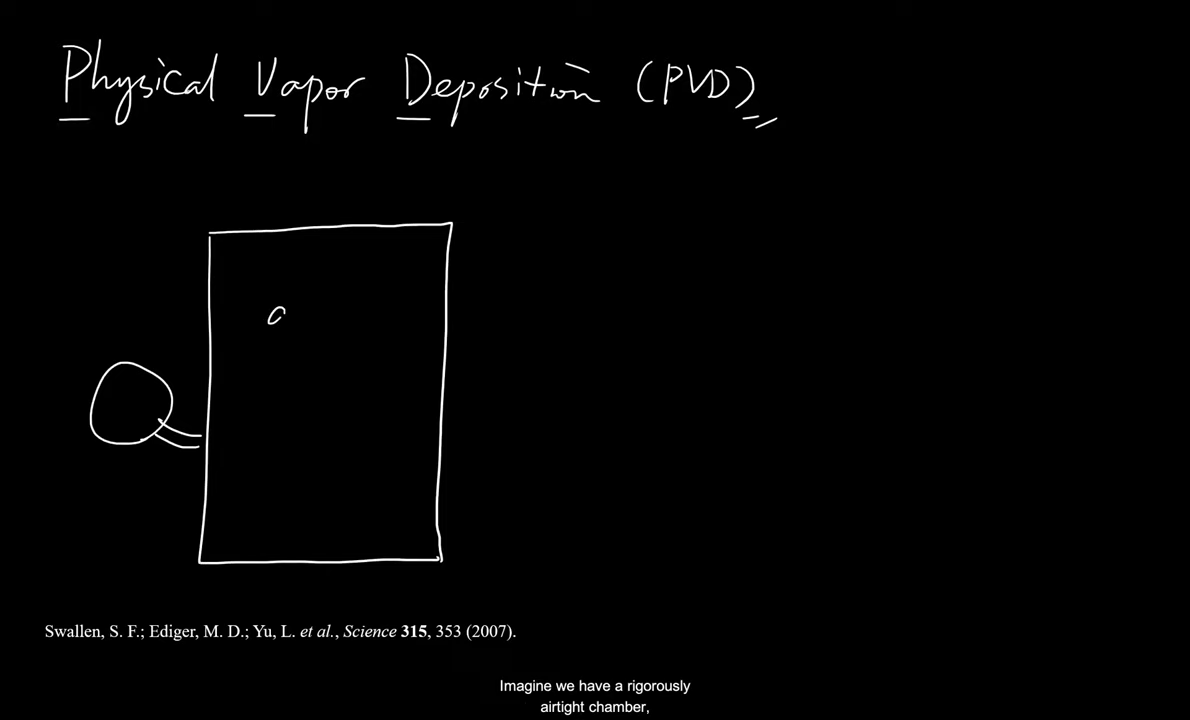 Physical Vapor Deposition (PVD)
Swallen, S. F.; Ediger, M. D.; Yu, L. et al., Science 315, 353 (2007).
Imagine we have a rigorously
airtight chamber,